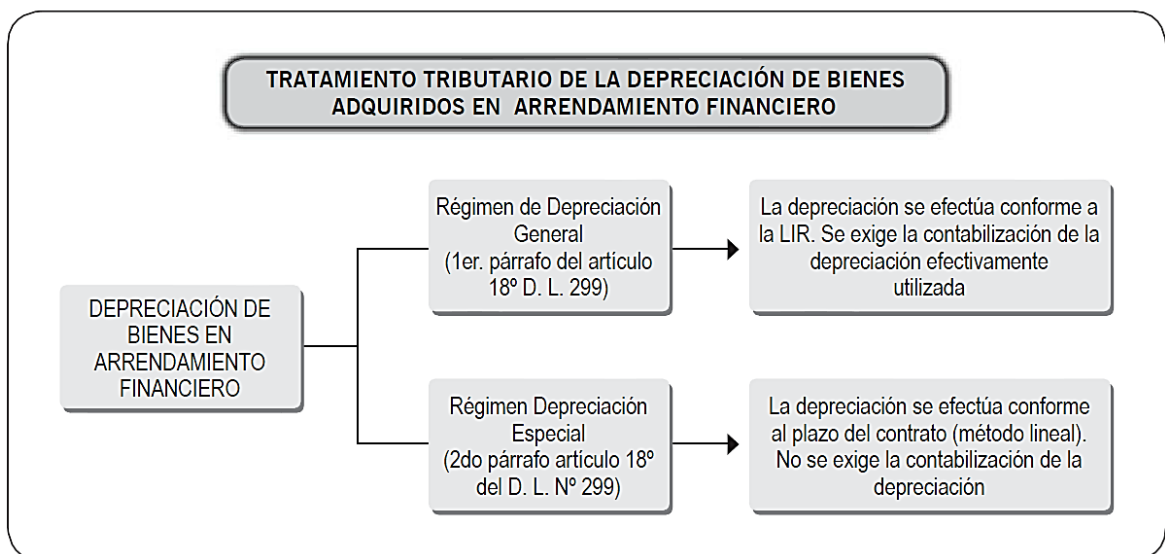 TRATAMIENTO TRIBUTARIO DE LA DEPRECIACIÓN DE BIENES
ADQUIRIDOS EN ARRENDAMIENTO FINANCIERO
DEPRECIACIÓN DE
BIENES EN
ARRENDAMIENTO
FINANCIERO
Régimen de Depreciación
General
(1er. párrafo del artículo
18º D. L. 299)
La depreciación se efectúa conforme a
la LIR. Se exige la contabilización de la
depreciación efectivamente
utilizada
Régimen Depreciación
Especial
(2do párrafo artículo 18º
del D. L. Nº 299)
La depreciación se efectúa conforme
al plazo del contrato (método lineal).
No se exige la contabilización de la
depreciación